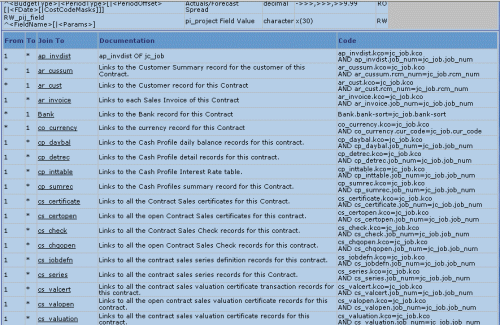 ^<BudgetType>[<PeriodType>[<PeriodOffset> Actuals/Forecast decimal ->>>,>>>,>>9.99 RO
[|<FDate>[|CostCodeMasks]]] Spread
RW_pij_field pi_project Field Value character x(30) RW
^<FieldName>[|<Params>]
From To Join To Documentation Code
1 * ap_invdist ap_invdist OF jc_job ap_invdist.kco=jc_job.kco
AND ap_invdist.job_num=jc_job.job_num
* 1 ar_cussum Links to the Customer Summary record for the customer of this ar_cussum.kco=jc_job.kco
Contract. AND ar_cussum.rcm_num=jc_job.rcm_num
* 1 ar_cust Links to the Customer record for this Contract ar_cust.kco=jc_job.kco
AND ar_cust.rcm_num=jc_job.rcm_num
1 * ar_invoice Links to each Sales Invoice of this Contract ar_invoice.kco=jc_job.kco
AND ar_invoice.job_num=jc_job.job_num
* 1 Bank Links to the Bank record for this Contract Bank.bank-sort=jc_job.bank-sort
* 1 co_currency Links to the currency record for this Contract co_currency.kco=jc_job.kco
AND co_currency.cur_code=jc_job.cur_code
1 * cp_daybal Links to the Cash Profile daily balance records for this contract. cp_daybal.kco=jc_job.kco
AND cp_daybal.job_num=jc_job.job_num
1 * cp_detrec Links to the Cash Profile detail records for this contract. cp_detrec.kco=jc_job.kco
AND cp_detrec.job_num=jc_job.job_num
1 * cp_inttable Links to the Cash Profile Interest Rate table. cp_inttable.kco=jc_job.kco
AND cp_inttable.job_num=jc_job.job_num
1 * cp_sumrec Links to the Cash Profiles summary record for this Contract. cp_sumrec.kco=jc_job.kco
AND cp_sumrec.job_num=jc_job.job_num
1 * cs_certificate Links to all the Contract Sales Certificates for this Contract. cs_certificate.kco=jc_job.kco
AND cs_certificate.job_num=jc_job.job_num
1 * cs_certopen Links to all the open Contract Sales certificates for this Contract. cs_certopen.kco=jc_job.kco
AND cs_certopen.job_num=jc_job.job_num
1 * cs_check Links to all the Contract Sales Check records for this Contract. cs_check.kco=jc_job.kco
AND cs_check.job_num=jc_job.job_num
1 * cs_chqopen Links to all the open Contract Sales Check records for this Contract. cs_chqopen.kco=jc_job.kco
AND cs_chqopen.job_num=jc_job.job_num
1 * cs_jobdefn Links to all the contract sales series definition records for this contract. cs_jobdefn.kco=jc_job.kco
AND cs_jobdefn.job_num=jc_job.job_num
1 * cs_series Links to all the contract sales series records for this Contract. cs_series.kco=jc_job.kco
AND cs_series.job_num=jc_job.job_num
1 * cs_valcert Links to all the contract sales valuation certificate transaction records for cs_valcert.kco=jc_job.kco
this contract. AND cs_valcert.job_num=jc_job.job_num
1 * cs_valopen Links to all the open contract sales valuation certificate records for this cs_valopen.kco=jc_job.kco
contract. AND cs_valopen.job_num=jc_job.job_num
1 * cs_valuation Links to all the contract sales valuation certificate records for this cs_valuation.kco=jc_job.kco
contract. AND cs_valuation.job_num=jc_job.job_num